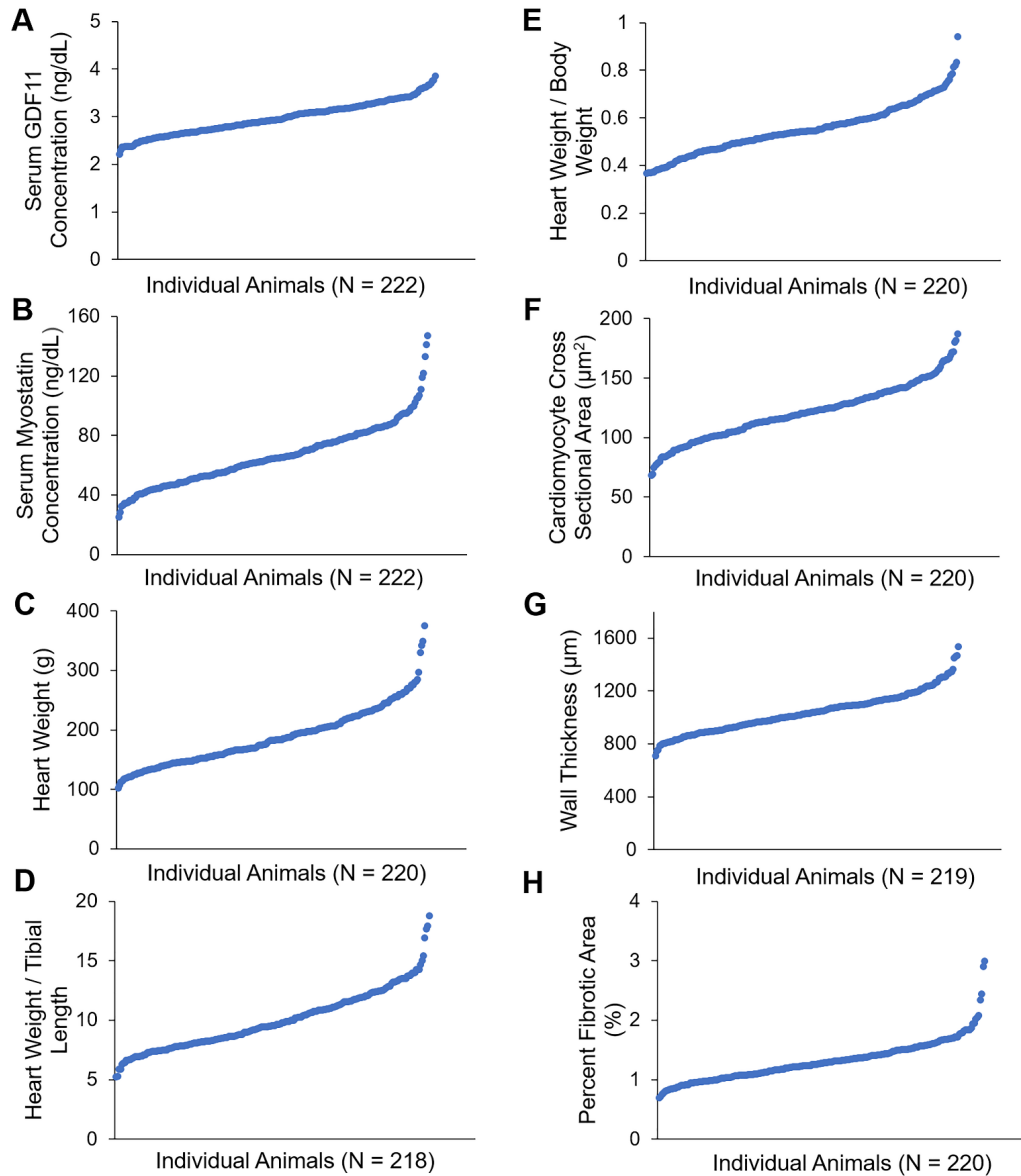 A
Serum GDF11
Concentration (ng/dL)
5
4
3
2
1
0
Individual Animals (N = 222)
B
Serum Myostatin
Concentration (ng/dL)
160
120
80
40
0
Individual Animals (N = 222)
C
Heart Weight (g)
400
300
200
100
0
Individual Animals (N = 220)
D
Heart Weight / Tibial
Length
20
15
10
5
0
Individual Animals (N = 218)
E
Heart Weight / Body
Weight
1
0.8
0.6
0.4
0.2
0
Individual Animals (N = 220)
F
Cardiomyocyte Cross
Sectional Area (µm²)
200
150
100
50
0
Individual Animals (N = 220)
G
Wall Thickness (µm)
1600
1200
800
400
0
Individual Animals (N = 219)
H
Percent Fibrotic Area
(%)
4
3
2
1
0
Individual Animals (N = 220)